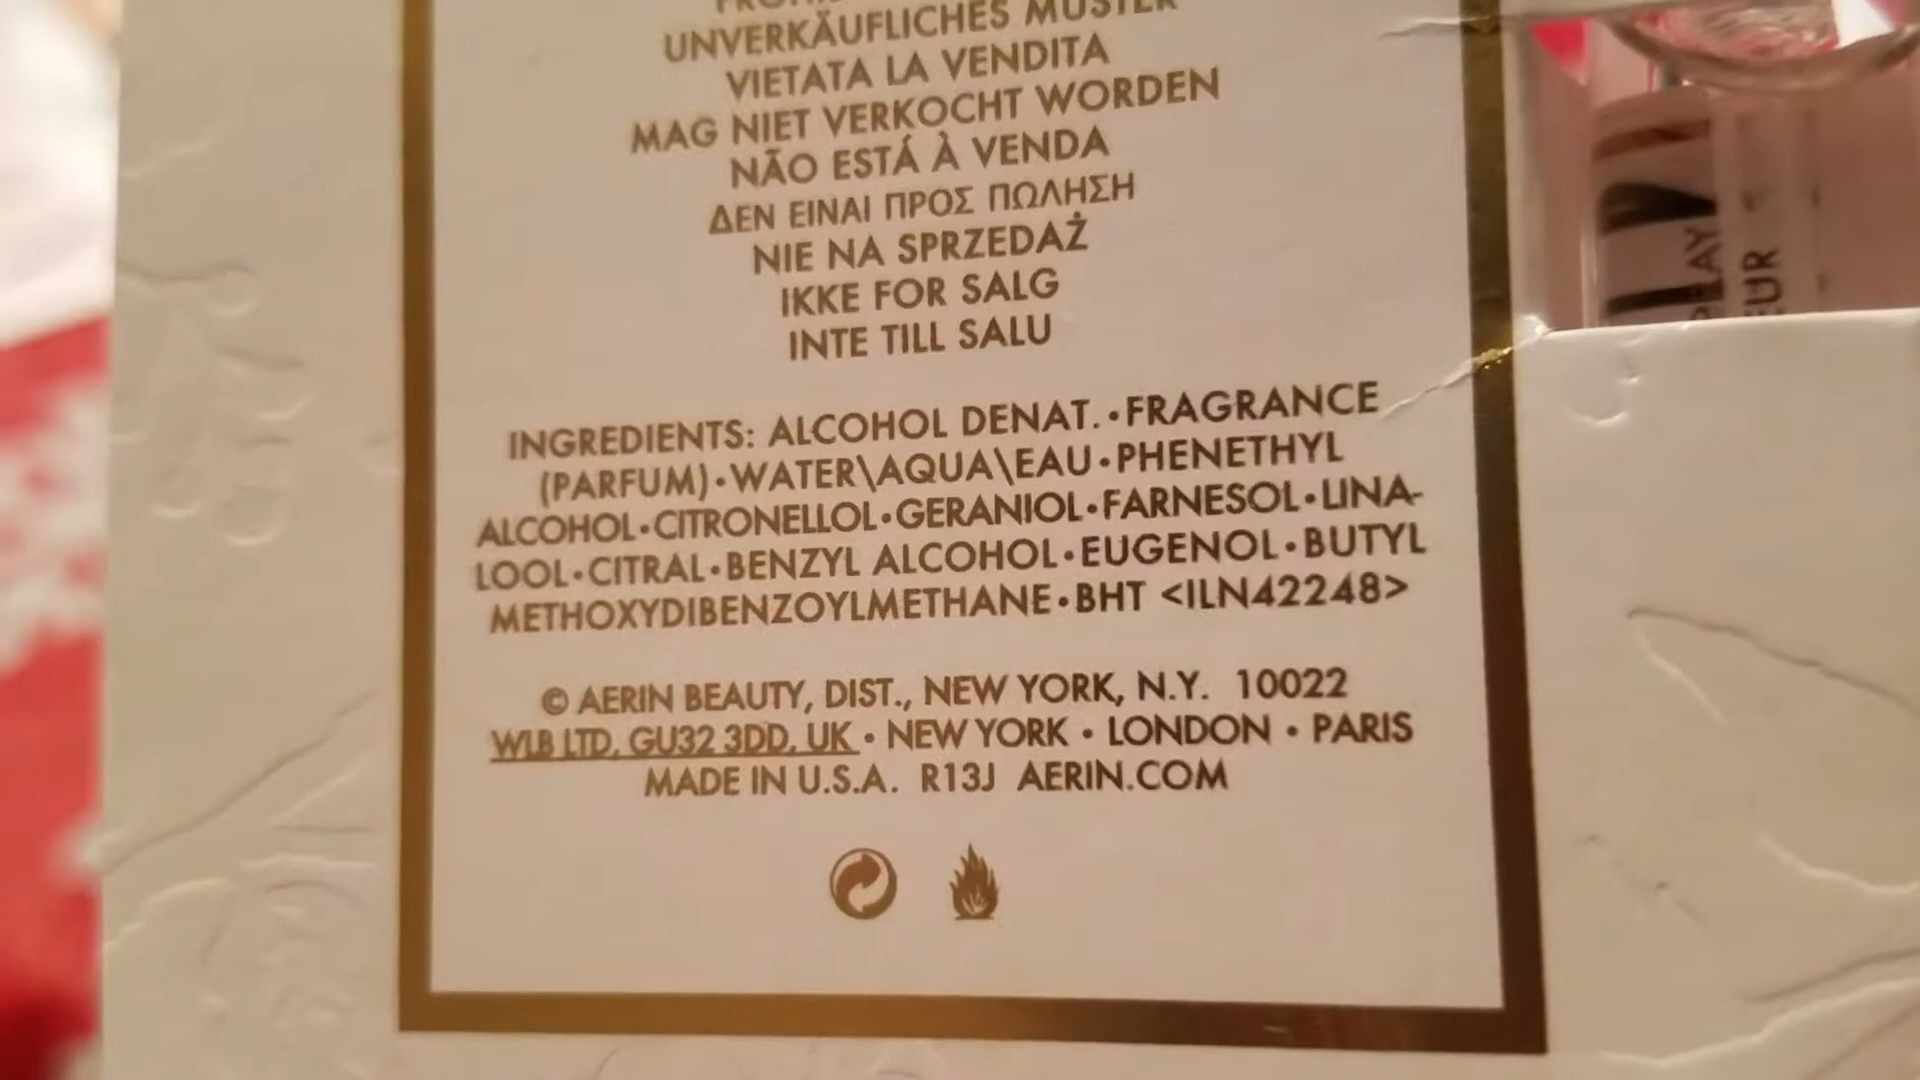 UNVERKÄUFLICHES MUSTER
VIETATA LA VENDITA
MAG NIET VERKOCHT WORDEN
NÃO ESTÁ À VENDA
ΔΕΝ ΕΙΝΑΙ ΠΡΟΣ ΠΩΛΗΣΗ
NIE NA SPRZEDAŻ
IKKE FOR SALG
INTE TILL SALU
INGREDIENTS: ALCOHOL DENAT.•FRAGRANCE
(PARFUM)•WATER\AQUA\EAU•PHENETHYL
ALCOHOL•CITRONELLOL•GERANIOL•FARNESOL•LINA-
LOOL•CITRAL•BENZYL ALCOHOL•EUGENOL•BUTYL
METHOXYDIBENZOYLMETHANE•BHT <ILN42248>
© AERIN BEAUTY, DIST., NEW YORK, N.Y. 10022
WLB LTD, GU32 3DD, UK • NEW YORK • LONDON • PARIS
MADE IN U.S.A. R13J AERIN.COM